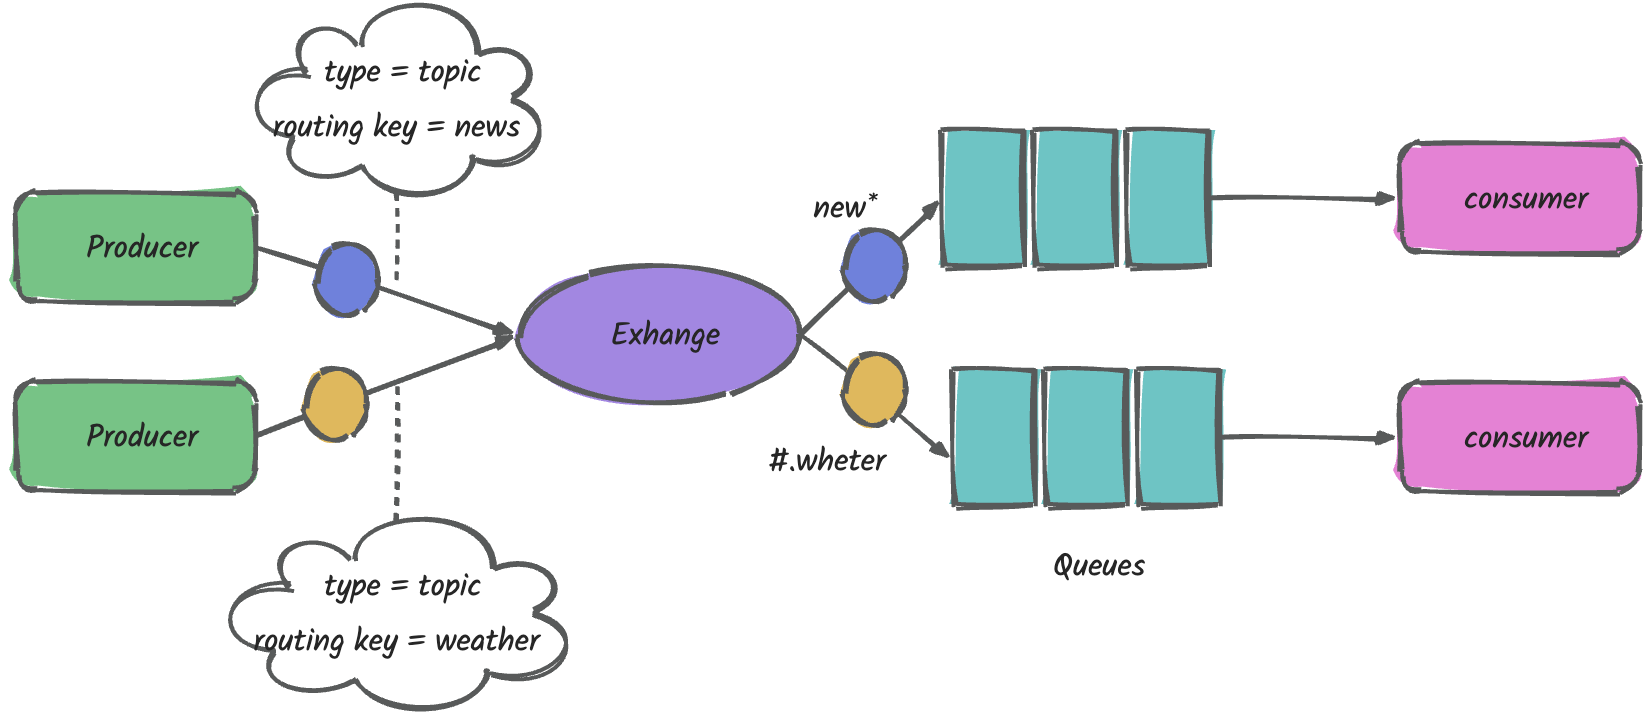 type = topic
routing key = news
Producer
new*
consumer
Exhange
Producer
#.wheter
consumer
Queues
type = topic
routing key = weather